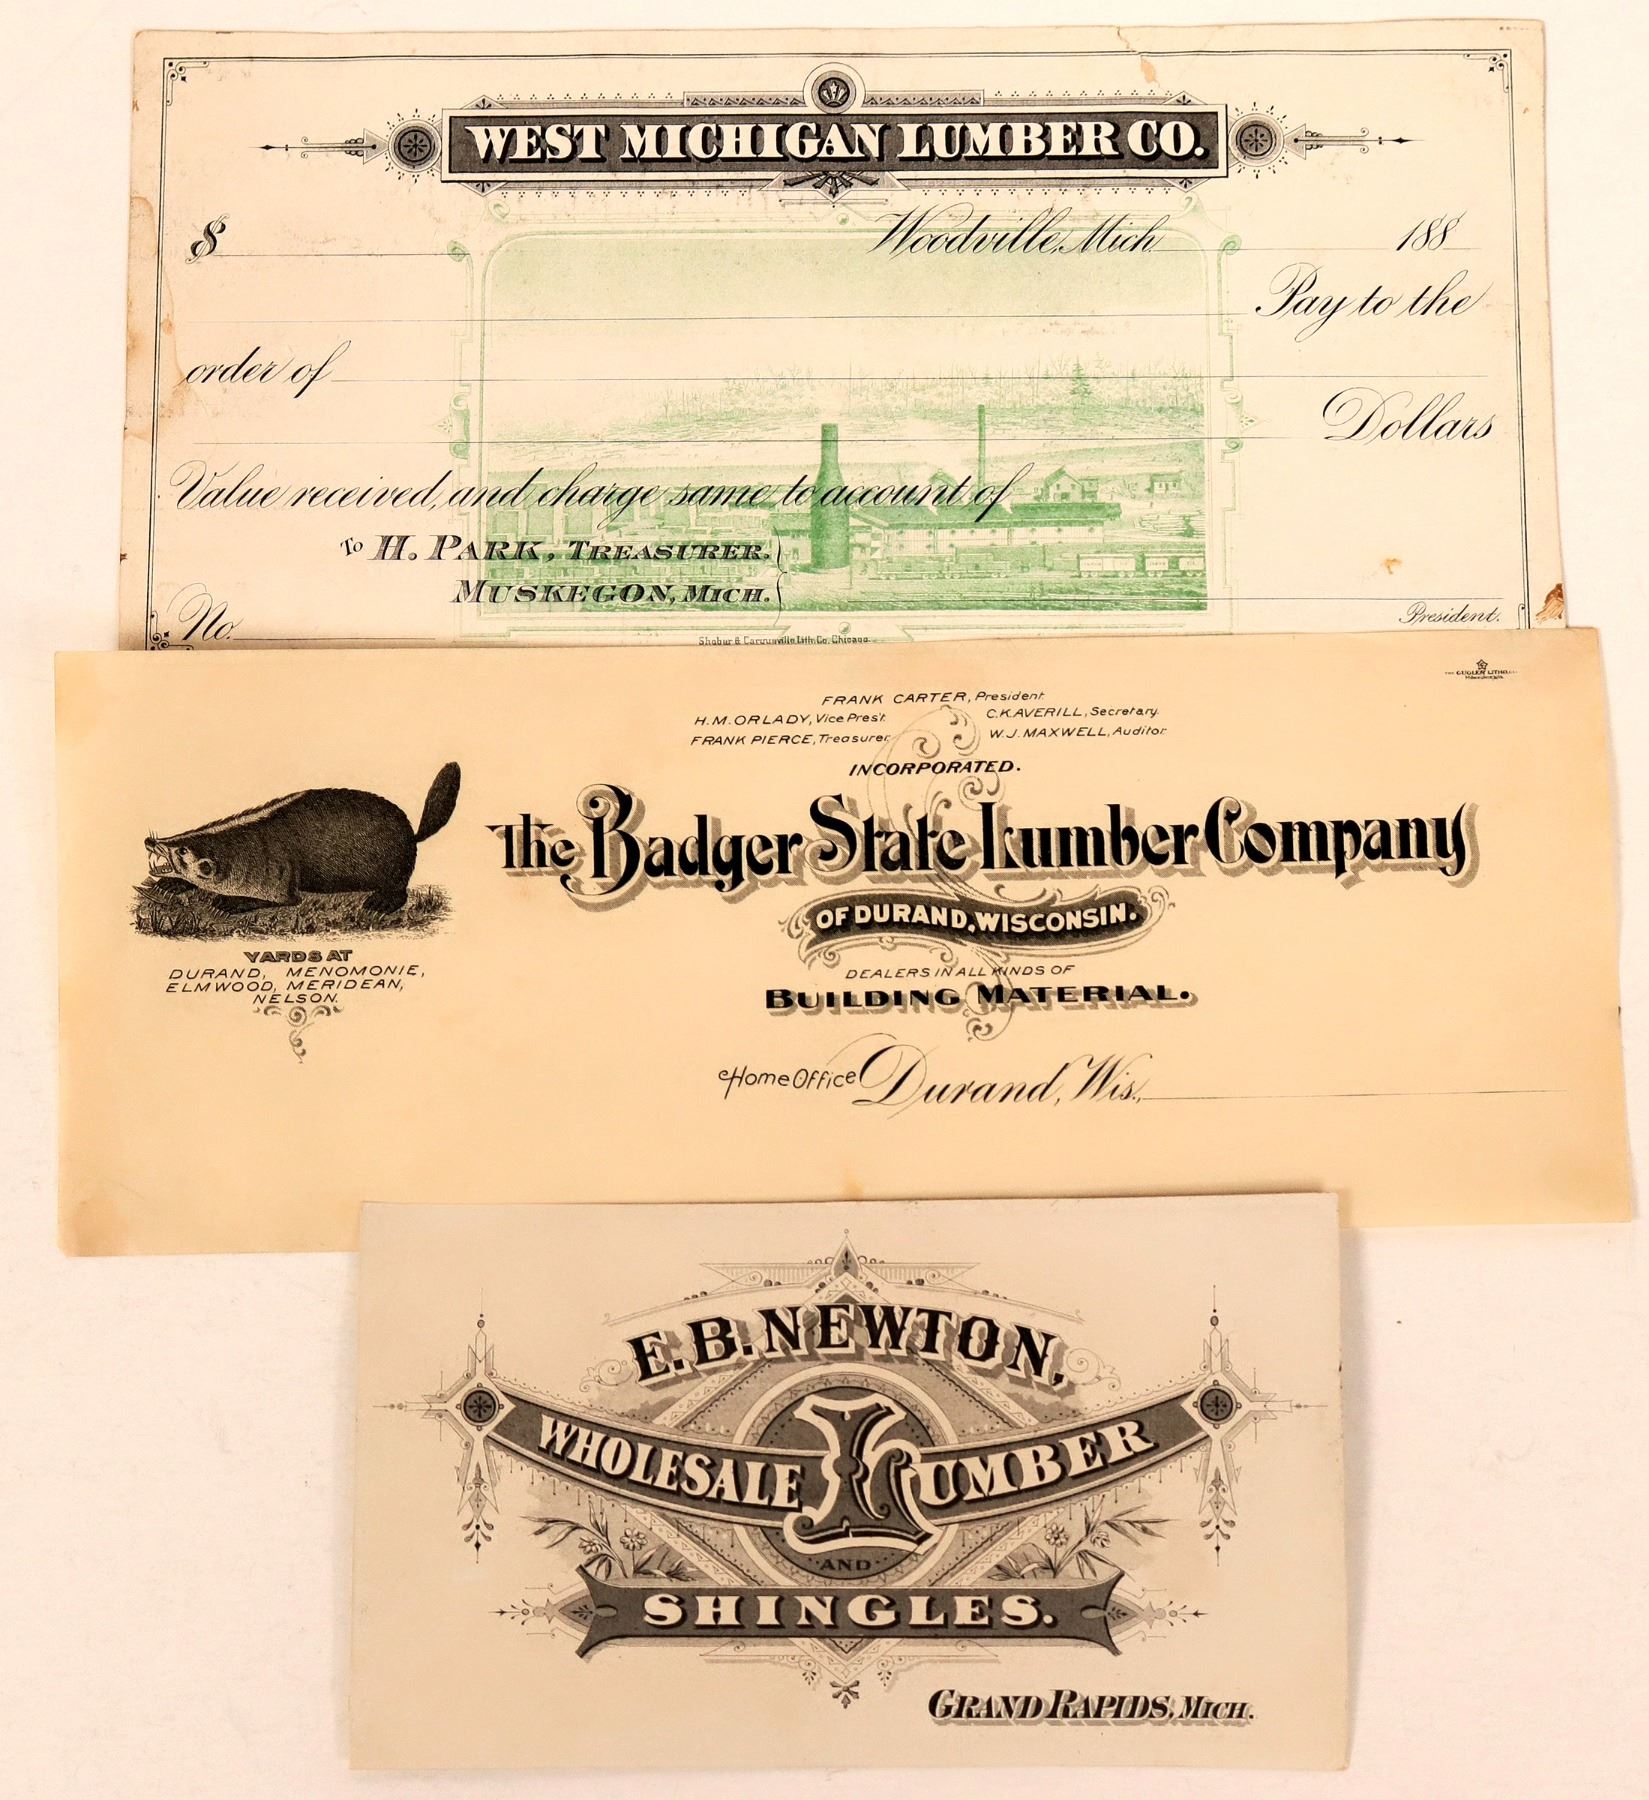 WEST MICHIGAN LUMBER CO.
$ Woodville, Mich. 188
Pay to the
order of
Dollars
Value received, and charge same to account of
To H. PARK, TREASURER.
MUSKEGON, MICH.
President.
No.
Lith. Co. Chicago.
FRANK CARTER, President
H.M. ORLADY, Vice Pres't. C.K. AVERILL, Secretary.
FRANK PIERCE, Treasurer W.J. MAXWELL, Auditor
INCORPORATED.
The Badger State Lumber Company
OF DURAND, WISCONSIN.
YARDS AT
DURAND, MENOMONIE,
ELMWOOD, MERIDEAN,
NELSON.
DEALERS IN ALL KINDS OF
BUILDING MATERIAL.
Home Office Durand, Wis.,
E. B. NEWTON,
WHOLESALE LUMBER
AND
SHINGLES.
GRAND RAPIDS, MICH.